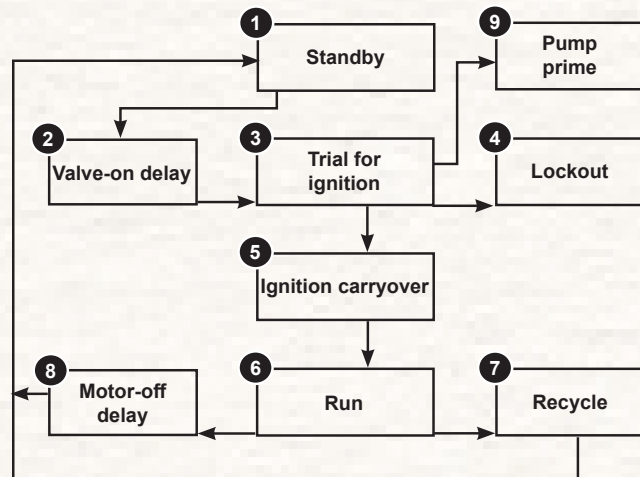 1
Standby
9
Pump
prime
2
Valve-on delay
3
Trial for
ignition
4
Lockout
5
Ignition carryover
8
Motor-off
delay
6
Run
7
Recycle